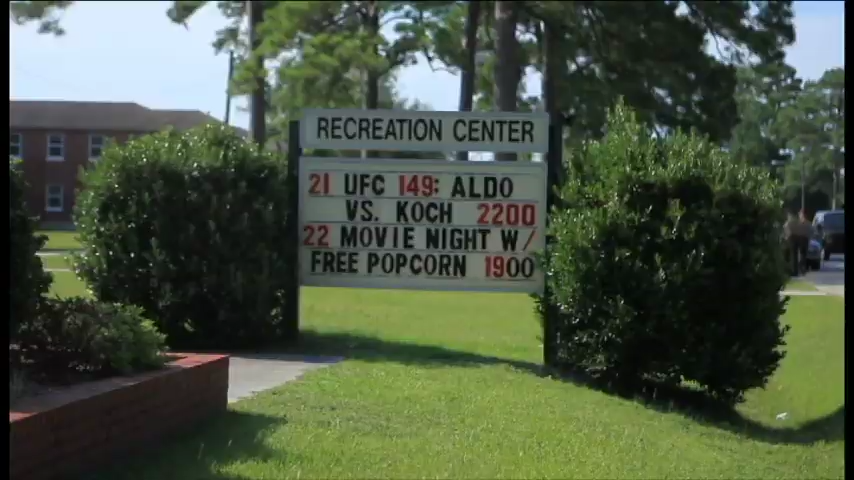 RECREATION CENTER
21 UFC 149: ALDO
VS. KOCH 2200
22 MOVIE NIGHT W/
FREE POPCORN 1900